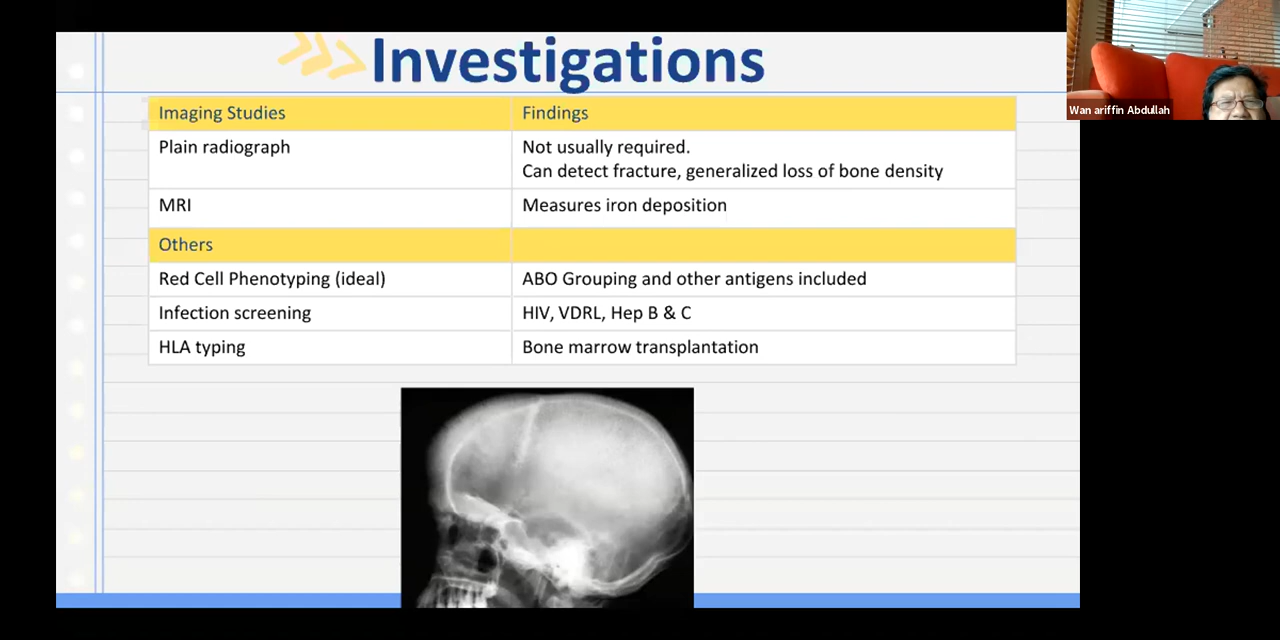 Investigations
Wan ariffin Abdullah
Imaging Studies
Findings
Plain radiograph
Not usually required.
Can detect fracture, generalized loss of bone density
MRI
Measures iron deposition
Others
Red Cell Phenotyping (ideal)
ABO Grouping and other antigens included
Infection screening
HIV, VDRL, Hep B & C
HLA typing
Bone marrow transplantation